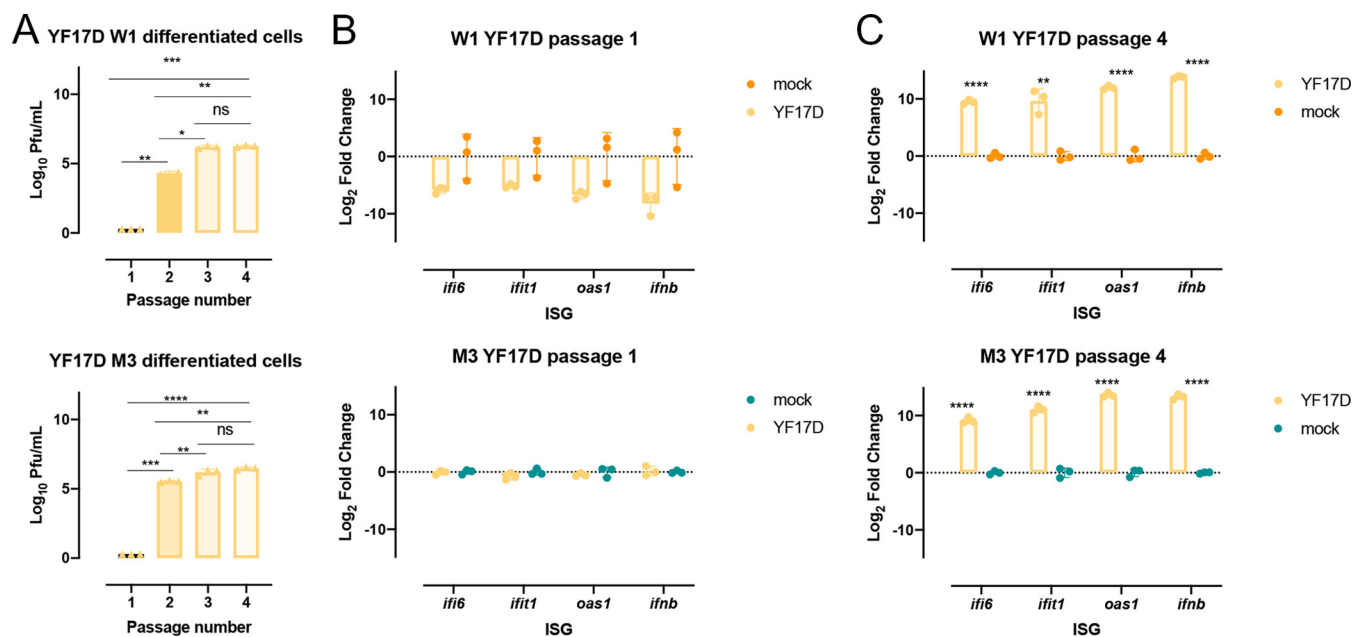 A
YF17D W1 differentiated cells
***
**
ns
*
**
10
5
0
Log10 Pfu/mL
1 2 3 4
Passage number
YF17D M3 differentiated cells
****
**
ns
**
***
10
5
0
Log10 Pfu/mL
1 2 3 4
Passage number
B
W1 YF17D passage 1
mock
YF17D
10
0
-10
Log2 Fold Change
ifi6 ifit1 oas1 ifnb
ISG
M3 YF17D passage 1
mock
YF17D
10
0
-10
Log2 Fold Change
ifi6 ifit1 oas1 ifnb
ISG
C
W1 YF17D passage 4
**** ** **** ****
YF17D
mock
10
0
-10
Log2 Fold Change
ifi6 ifit1 oas1 ifnb
ISG
M3 YF17D passage 4
**** **** **** ****
YF17D
mock
10
0
-10
Log2 Fold Change
ifi6 ifit1 oas1 ifnb
ISG